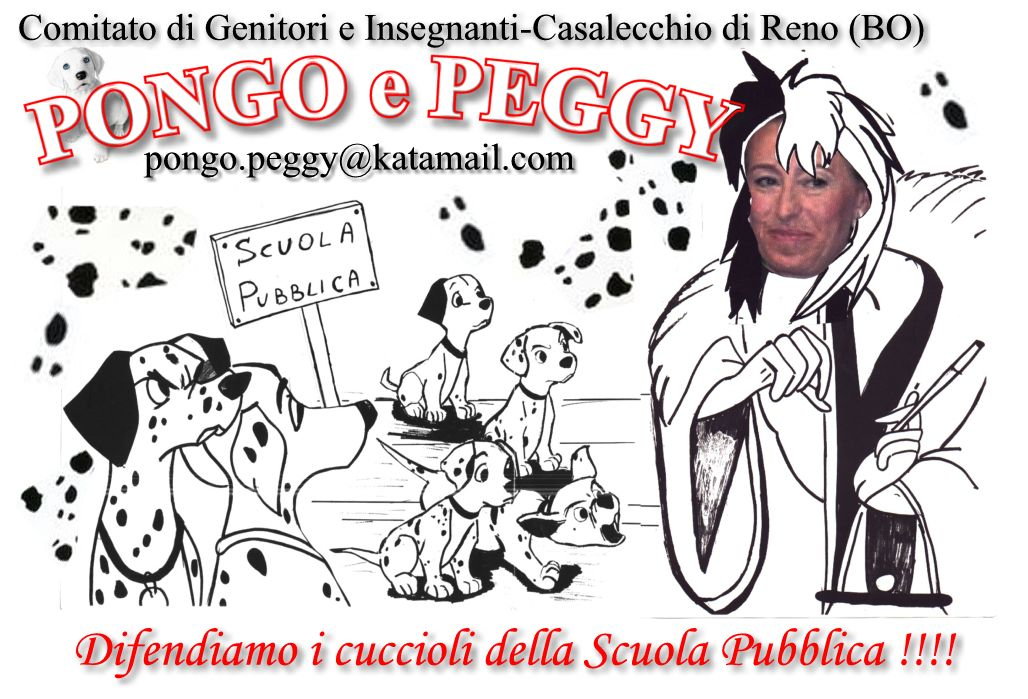 Comitato di Genitori e Insegnanti-Casalecchio di Reno (BO)
PONGO e PEGGY
pongo.peggy@katamail.com
SCUOLA
PUBBLICA
Difendiamo i cuccioli della Scuola Pubblica !!!!